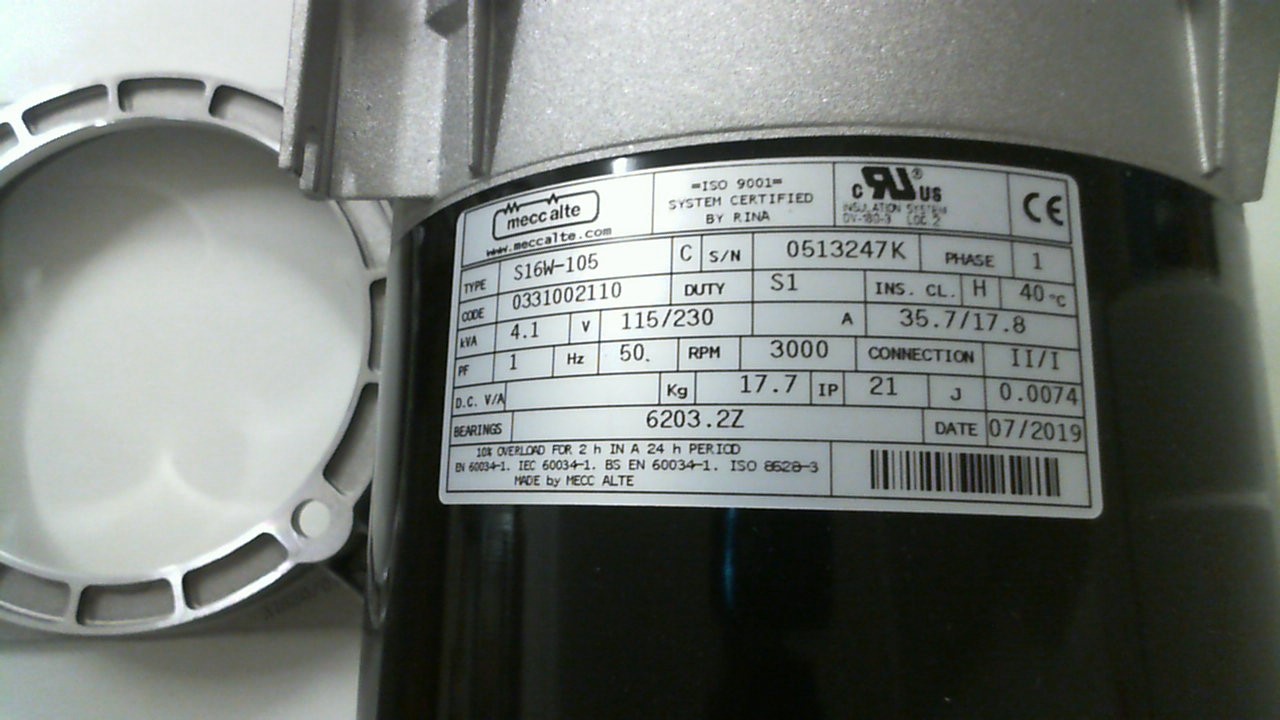 mecc alte
www.meccalte.com
=ISO 9001=
SYSTEM CERTIFIED
BY RINA
C RU® US
INSULATION SYSTEM
CE
TYPE S16W-105 C S/N 0513247K PHASE 1
CODE 0331002110 DUTY S1 INS. CL. H 40 °C
kVA 4.1 V 115/230 A 35.7/17.8
PF 1 Hz 50. RPM 3000 CONNECTION II/I
D.C. V/A Kg 17.7 IP 21 J 0.0074
BEARINGS 6203.2Z DATE 07/2019
10% OVERLOAD FOR 2 h IN A 24 h PERIOD
EN 60034-1. IEC 60034-1. BS EN 60034-1. ISO 8528-3
MADE by MECC ALTE